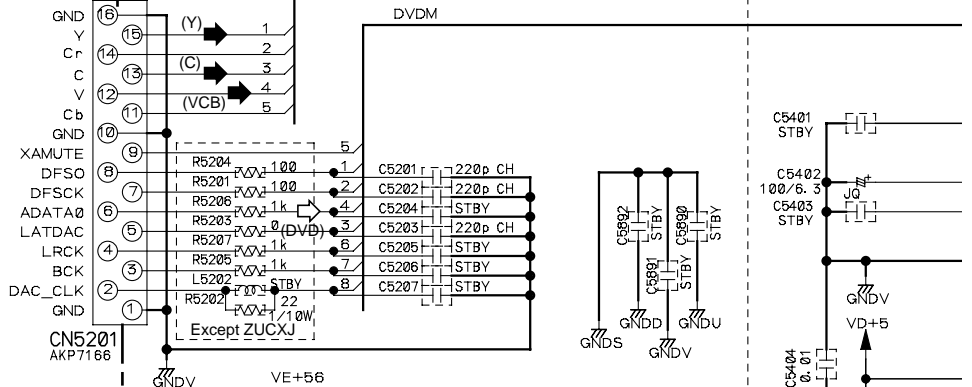 GND 16
Y 15 (Y) 1
Cr 14 2
C 13 (C) 3
V 12 (VCB) 4
Cb 11 5
GND 10
XAMUTE 9 5
DFSO 8 R5204 100 1 C5201 220p CH
DFSCK 7 R5201 100 2 C5202 220p CH
ADATA0 6 R5206 1k (DVD) 4 C5204 STBY
LATDAC 5 R5203 0 3 C5203 220p CH
LRCK 4 R5207 1k 6 C5205 STBY
BCK 3 R5205 1k 7 C5206 STBY
DAC_CLK 2 L5202 STBY 8 C5207 STBY
R5202 22
1/10W
GND 1
Except ZUCXJ
CN5201
AKP7166
GNDV
VE+56
DVDM
C5892
STBY
C5890
STBY
C5891
STBY
GNDS
GNDD
GNDV
GNDU
C5401
STBY
C5402
100/6.3
+
JQ
C5403
STBY
GNDV
VD+5
C5404
0.01